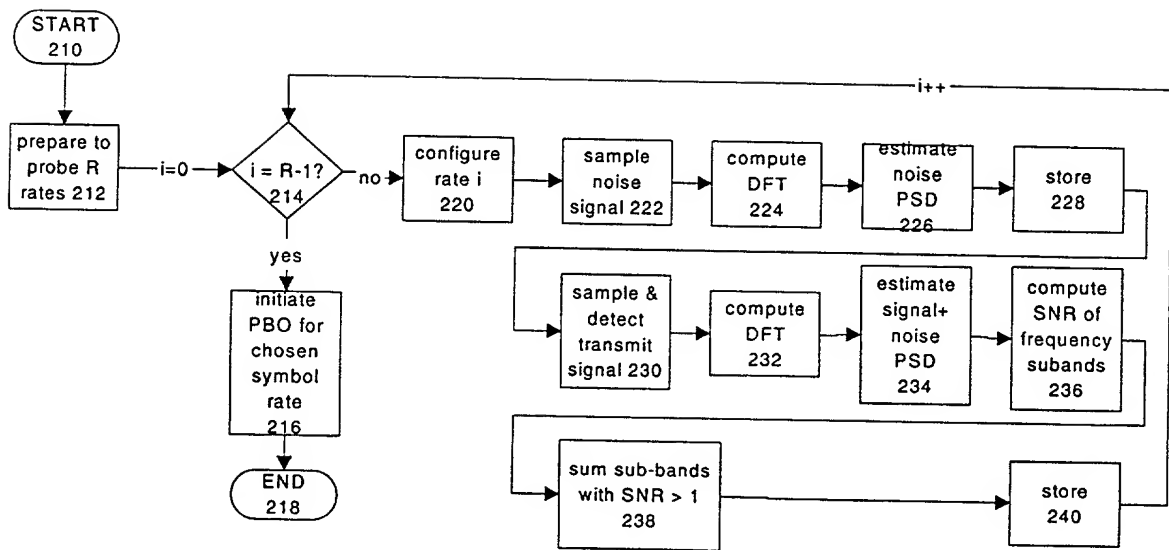 START
210
i++
prepare to
probe R
rates 212
i=0
i = R-1?
214
no
configure
rate i
220
sample
noise
signal 222
compute
DFT
224
estimate
noise
PSD
226
store
228
yes
initiate
PBO for
chosen
symbol
rate
216
END
218
sample &
detect
transmit
signal 230
compute
DFT
232
estimate
signal+
noise
PSD
234
compute
SNR of
frequency
subands
236
sum sub-bands
with SNR > 1
238
store
240